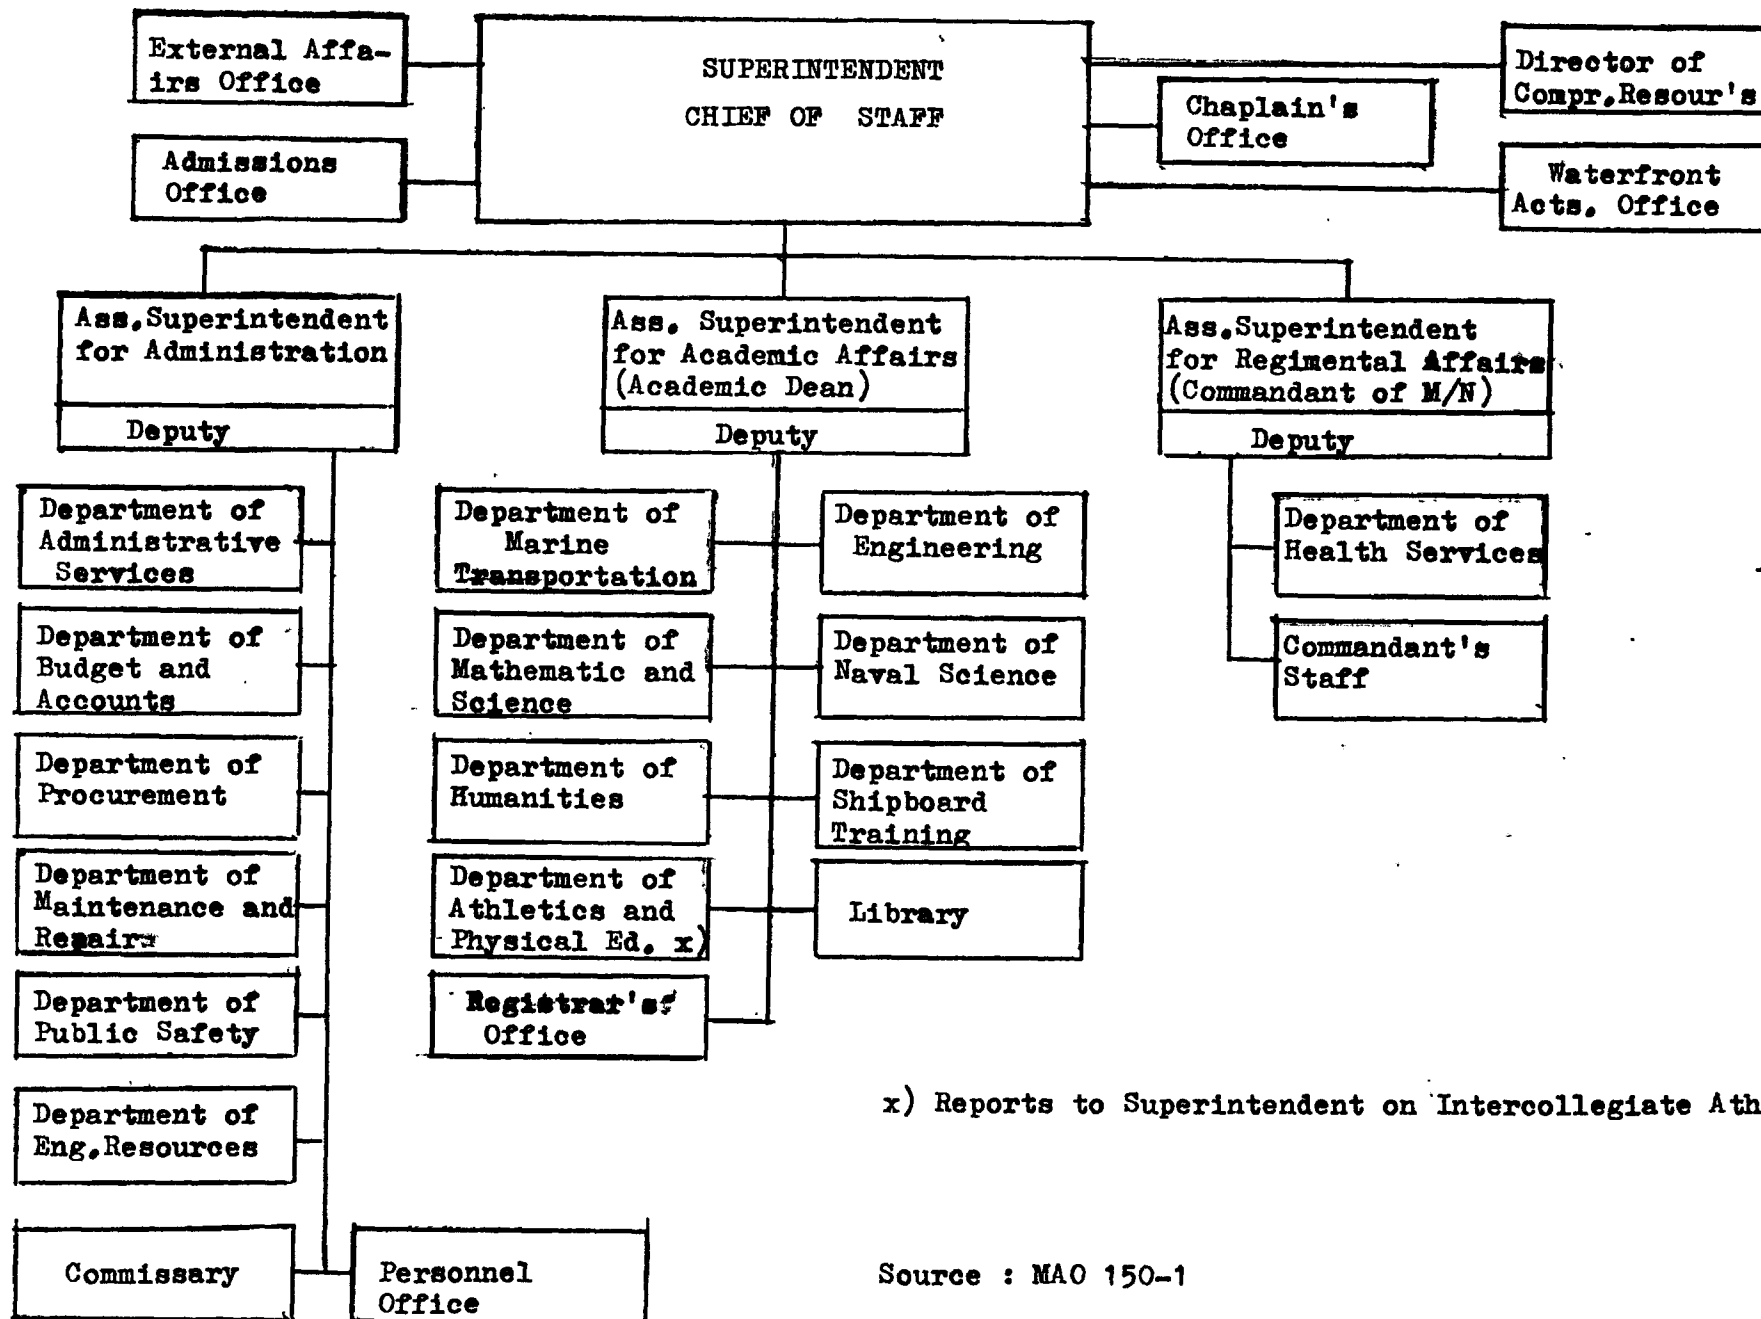 External Affa-
irs Office
SUPERINTENDENT
CHIEF OF STAFF
Director of
Compr.Resour's
Chaplain's
Office
Admissions
Office
Waterfront
Acts. Office
Ass.Superintendent
for Administration
Deputy
Ass. Superintendent
for Academic Affairs
(Academic Dean)
Deputy
Ass.Superintendent
for Regimental Affairs
(Commandant of M/N)
Deputy
Department of
Administrative
Services
Department of
Budget and
Accounts
Department of
Procurement
Department of
Maintenance and
Repairs
Department of
Public Safety
Department of
Eng.Resources
Commissary
Personnel
Office
Department of
Marine
Transportation
Department of
Engineering
Department of
Mathematic and
Science
Department of
Naval Science
Department of
Humanities
Department of
Shipboard
Training
Department of
Athletics and
Physical Ed. x)
Library
Registrar's
Office
Department of
Health Services
Commandant's
Staff
x) Reports to Superintendent on Intercollegiate Ath
Source : MAO 150-1